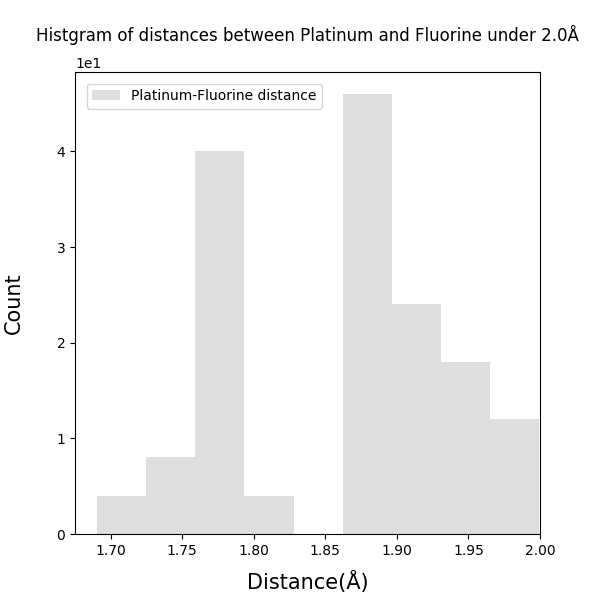 Histgram of distances between Platinum and Fluorine under 2.0Å
1e1
Platinum-Fluorine distance
4
3
2
1
0
Count
1.70 1.75 1.80 1.85 1.90 1.95 2.00
Distance(Å)